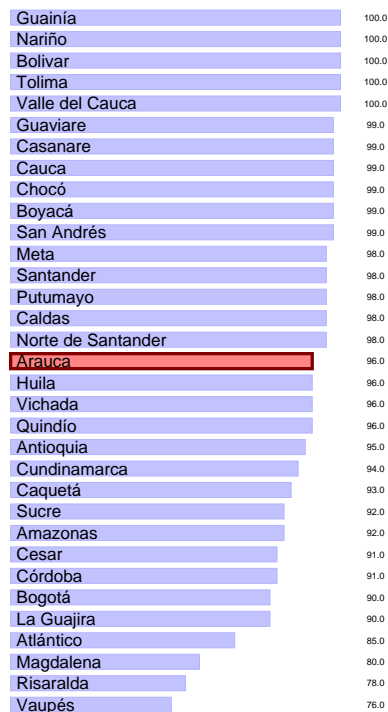 Guainía 100.0
Nariño 100.0
Bolivar 100.0
Tolima 100.0
Valle del Cauca 100.0
Guaviare 99.0
Casanare 99.0
Cauca 99.0
Chocó 99.0
Boyacá 99.0
San Andrés 99.0
Meta 98.0
Santander 98.0
Putumayo 98.0
Caldas 98.0
Norte de Santander 98.0
Arauca 96.0
Huila 96.0
Vichada 96.0
Quindío 96.0
Antioquia 95.0
Cundinamarca 94.0
Caquetá 93.0
Sucre 92.0
Amazonas 92.0
Cesar 91.0
Córdoba 91.0
Bogotá 90.0
La Guajira 90.0
Atlántico 85.0
Magdalena 80.0
Risaralda 78.0
Vaupés 76.0